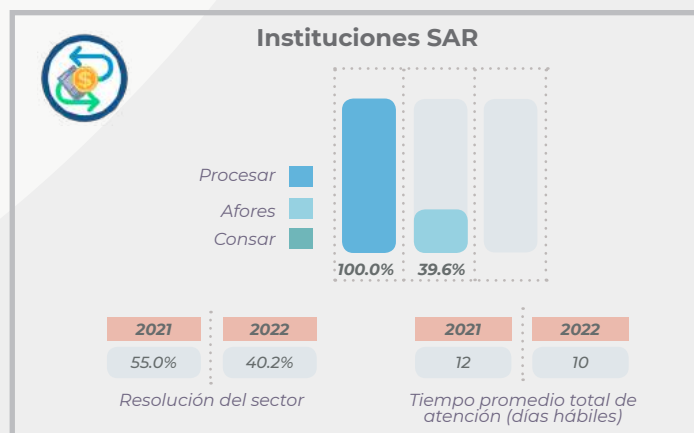 Instituciones SAR
Procesar
Afores
Consar
100.0% 39.6%
2021 2022
55.0% 40.2%
Resolución del sector
2021 2022
12 10
Tiempo promedio total de
atención (días hábiles)